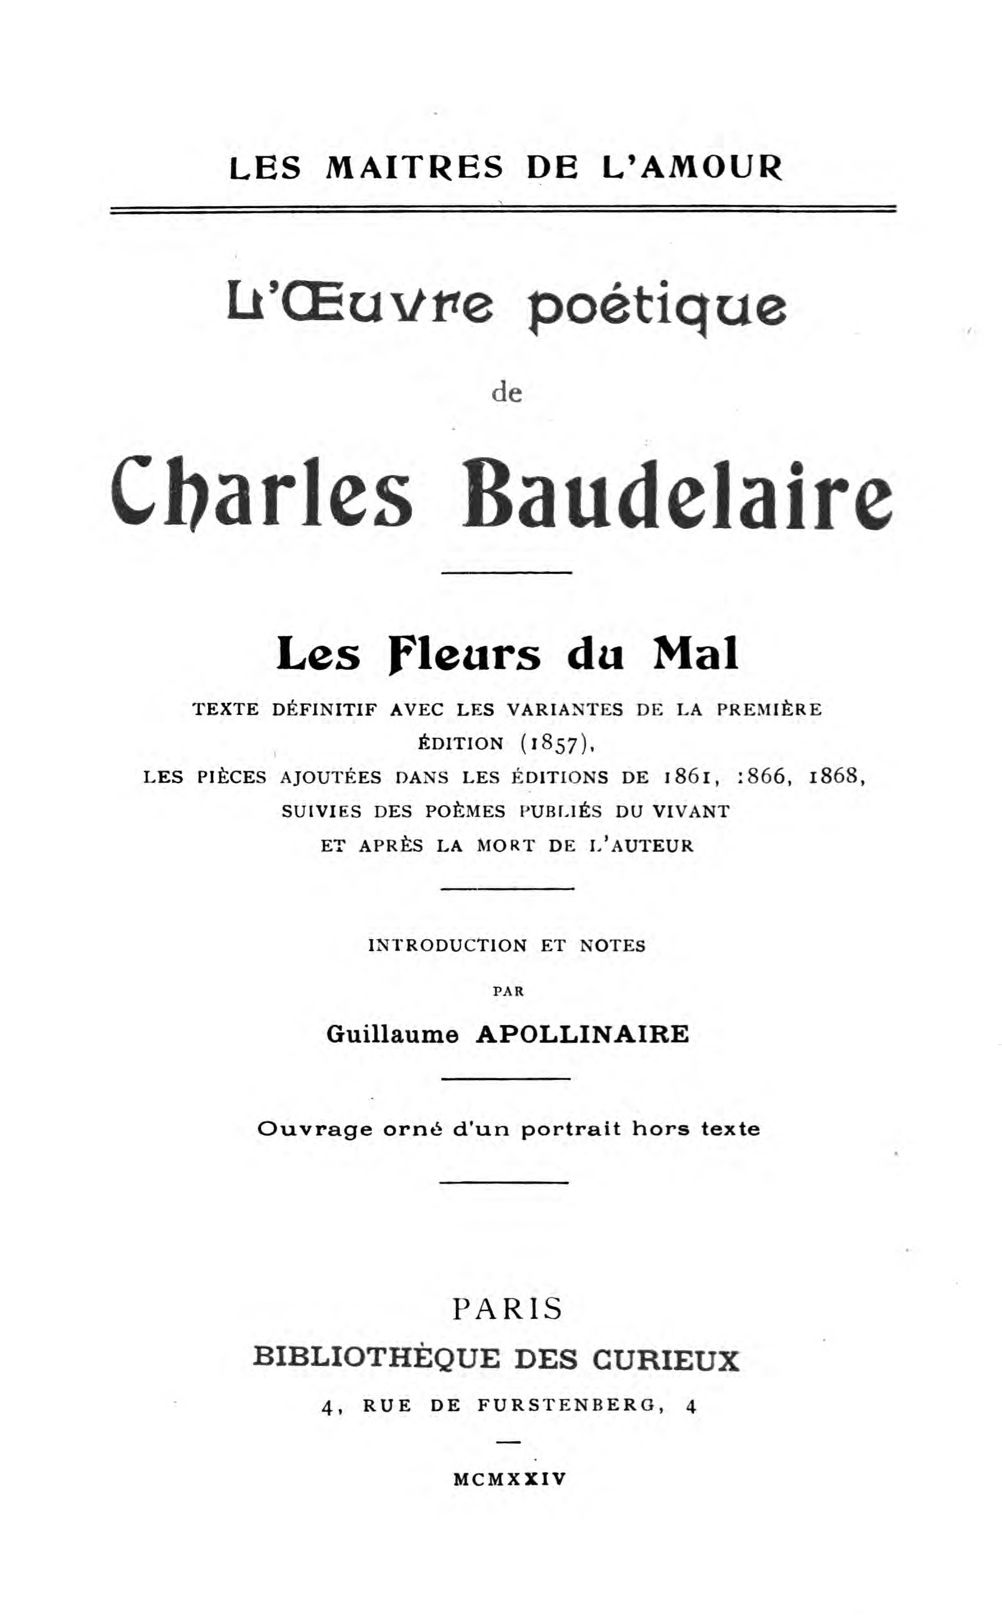 LES MAITRES DE L'AMOUR
L'Œuvre poétique
de
Charles Baudelaire
Les Fleurs du Mal
TEXTE DÉFINITIF AVEC LES VARIANTES DE LA PREMIÈRE
ÉDITION (1857),
LES PIÈCES AJOUTÉES DANS LES ÉDITIONS DE 1861, 1866, 1868,
SUIVIES DES POÈMES PUBLIÉS DU VIVANT
ET APRÈS LA MORT DE L'AUTEUR
INTRODUCTION ET NOTES
PAR
Guillaume APOLLINAIRE
Ouvrage orné d'un portrait hors texte
PARIS
BIBLIOTHÈQUE DES CURIEUX
4, RUE DE FURSTENBERG, 4
MCMXXIV